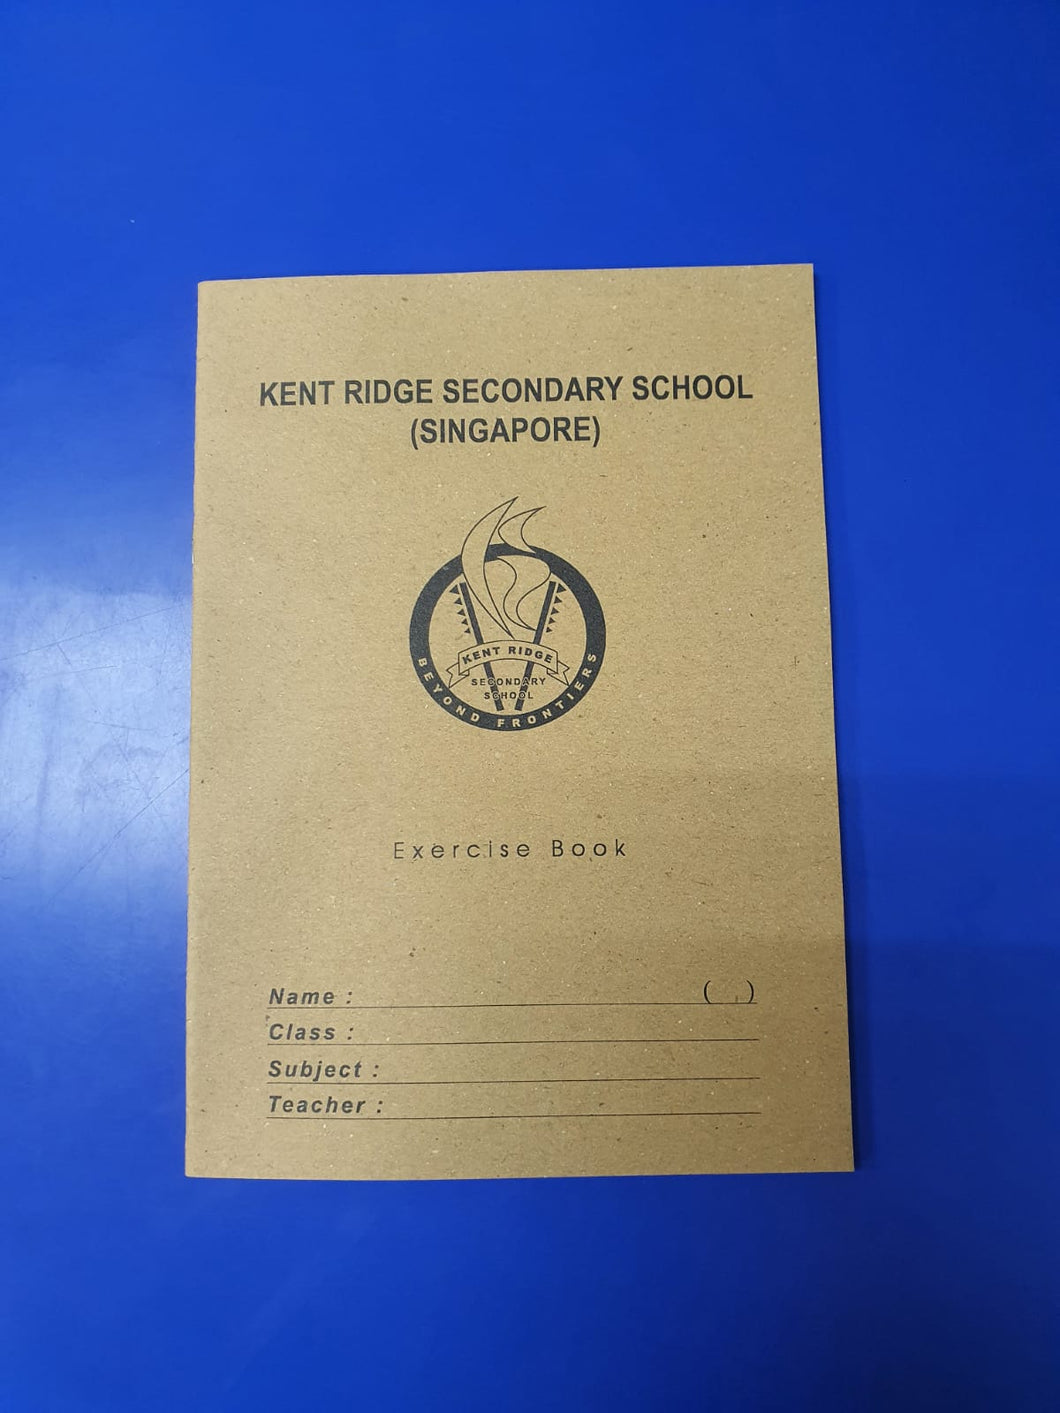 KENT RIDGE SECONDARY SCHOOL
(SINGAPORE)
KENT RIDGE
SECONDARY
SCHOOL
BEYOND FRONTIERS
Exercise Book
Name : ( )
Class :
Subject :
Teacher :